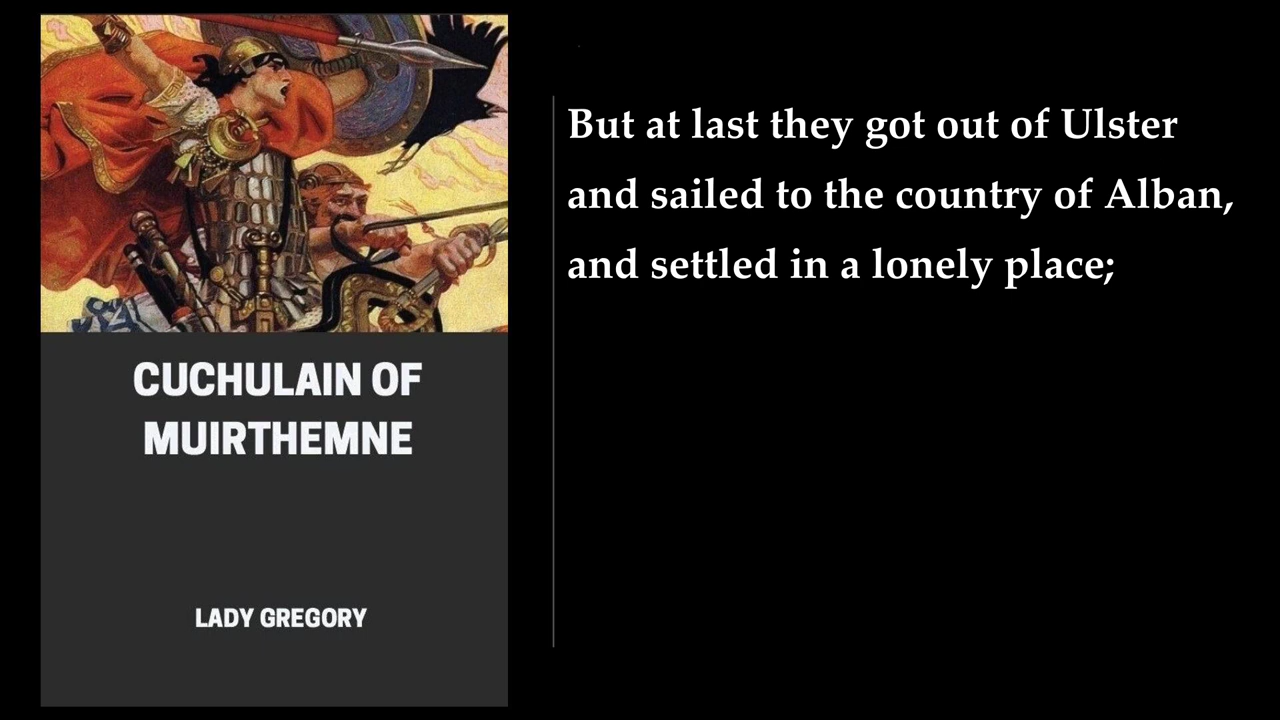 CUCHULAIN OF
MUIRTHEMNE
LADY GREGORY
But at last they got out of Ulster
and sailed to the country of Alban,
and settled in a lonely place;